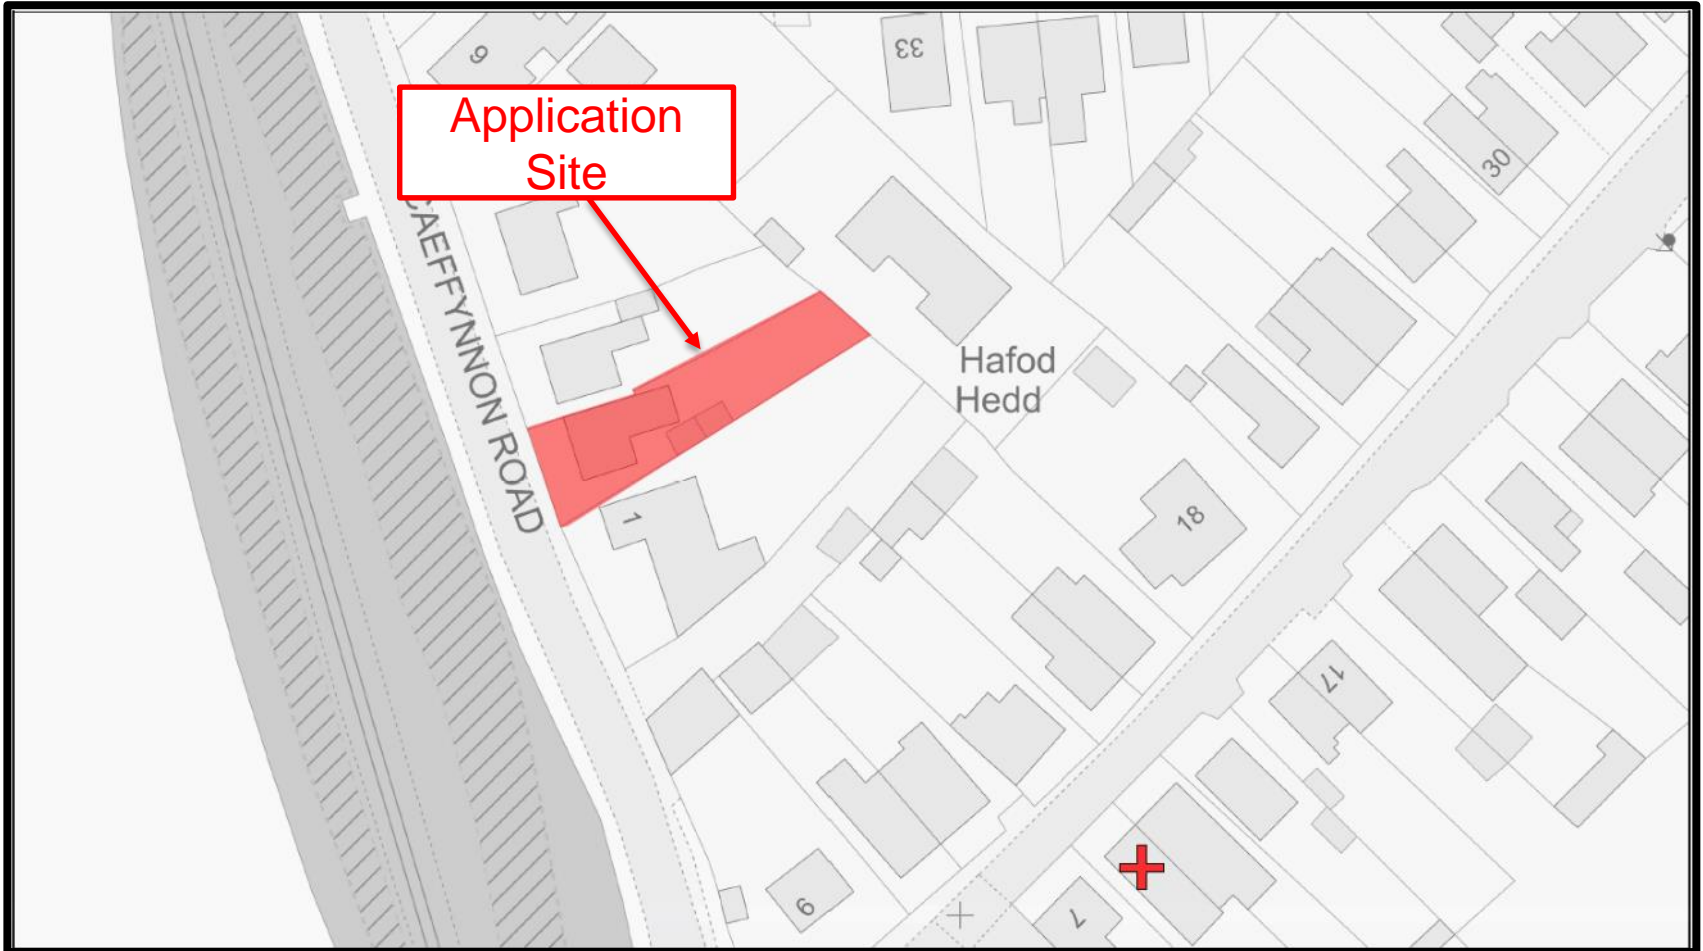 9
33
Application
Site
30
CAEFFYNNON ROAD
Hafod
Hedd
1
18
17
6
7